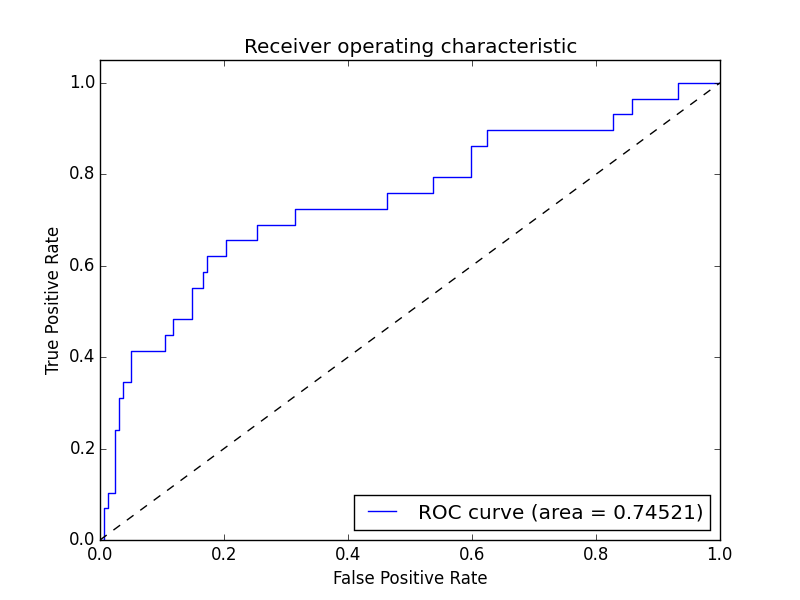 Receiver operating characteristic
True Positive Rate
1.0
0.8
0.6
0.4
0.2
0.0
ROC curve (area = 0.74521)
0.0 0.2 0.4 0.6 0.8 1.0
False Positive Rate